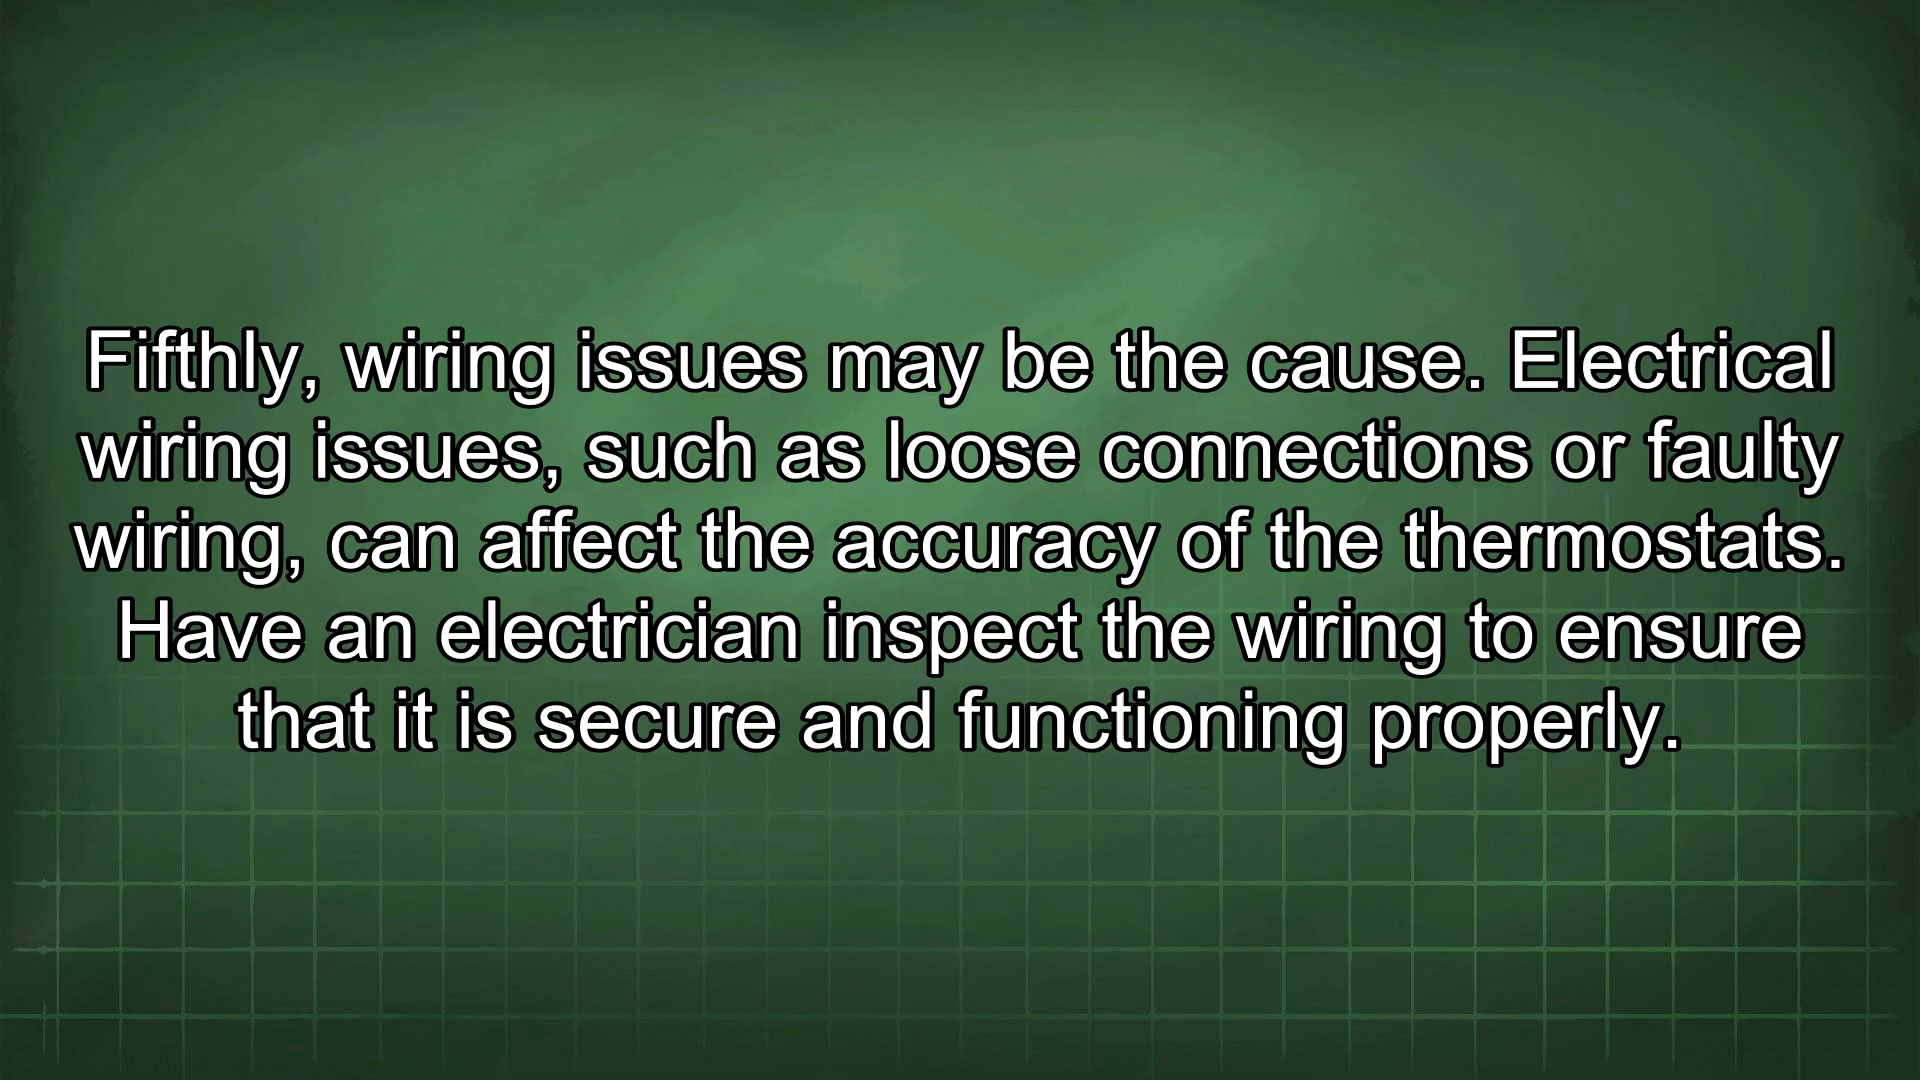 Fifthly, wiring issues may be the cause. Electrical
wiring issues, such as loose connections or faulty
wiring, can affect the accuracy of the thermostats.
Have an electrician inspect the wiring to ensure
that it is secure and functioning properly.